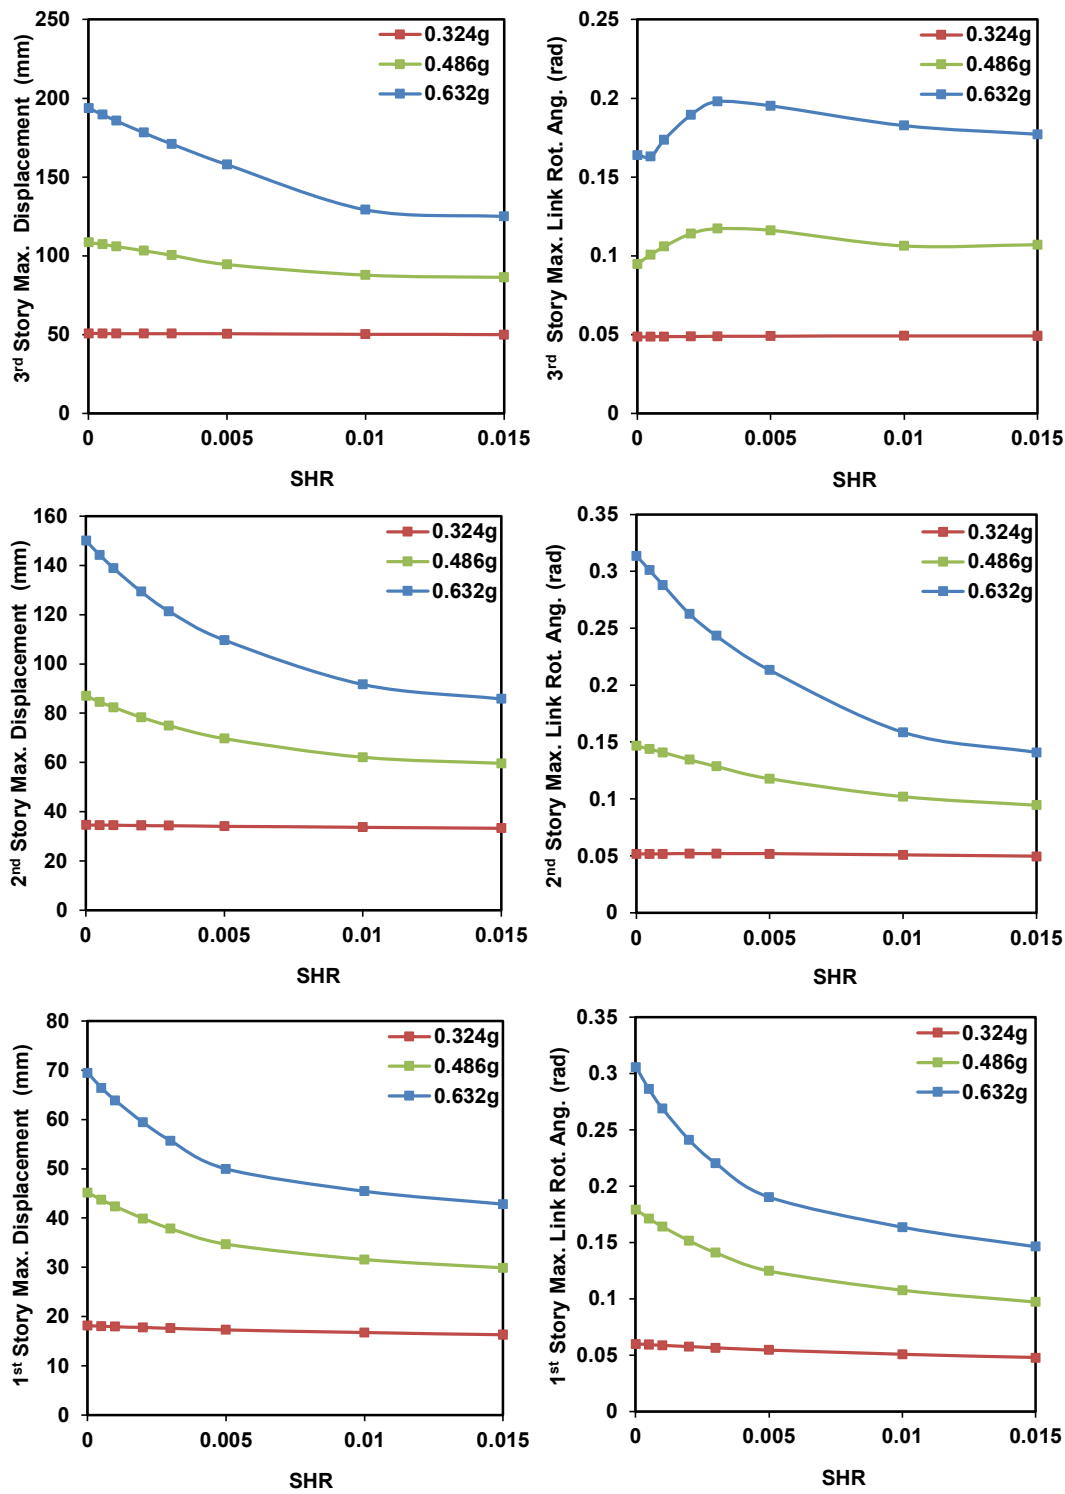 3rd Story Max. Displacement (mm)
250
200
150
100
50
0
0.324g
0.486g
0.632g
0 0.005 0.01 0.015
SHR
3rd Story Max. Link Rot. Ang. (rad)
0.25
0.2
0.15
0.1
0.05
0
0.324g
0.486g
0.632g
0 0.005 0.01 0.015
SHR
2nd Story Max. Displacement (mm)
160
140
120
100
80
60
40
20
0
0.324g
0.486g
0.632g
0 0.005 0.01 0.015
SHR
2nd Story Max. Link Rot. Ang. (rad)
0.35
0.3
0.25
0.2
0.15
0.1
0.05
0
0.324g
0.486g
0.632g
0 0.005 0.01 0.015
SHR
1st Story Max. Displacement (mm)
80
70
60
50
40
30
20
10
0
0.324g
0.486g
0.632g
0 0.005 0.01 0.015
SHR
1st Story Max. Link Rot. Ang. (rad)
0.35
0.3
0.25
0.2
0.15
0.1
0.05
0
0.324g
0.486g
0.632g
0 0.005 0.01 0.015
SHR